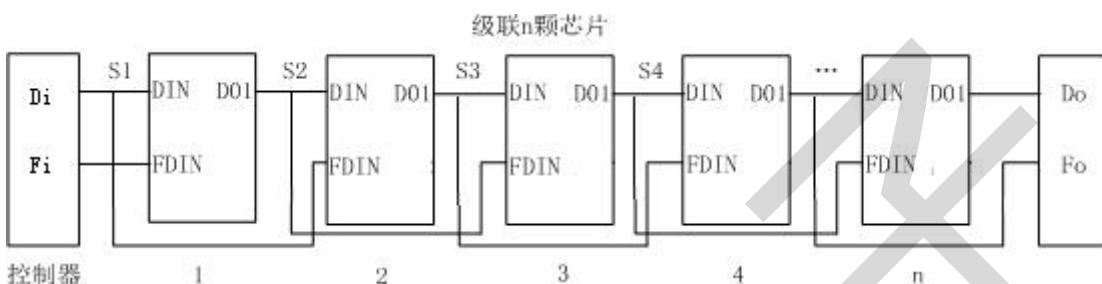 级联n颗芯片
S1 S2 S3 S4 ...
Di DIN DO1 DIN DO1 DIN DO1 DIN DO1 DIN DO1 Do
Fi FDIN FDIN FDIN FDIN FDIN Fo
控制器 1 2 3 4 n